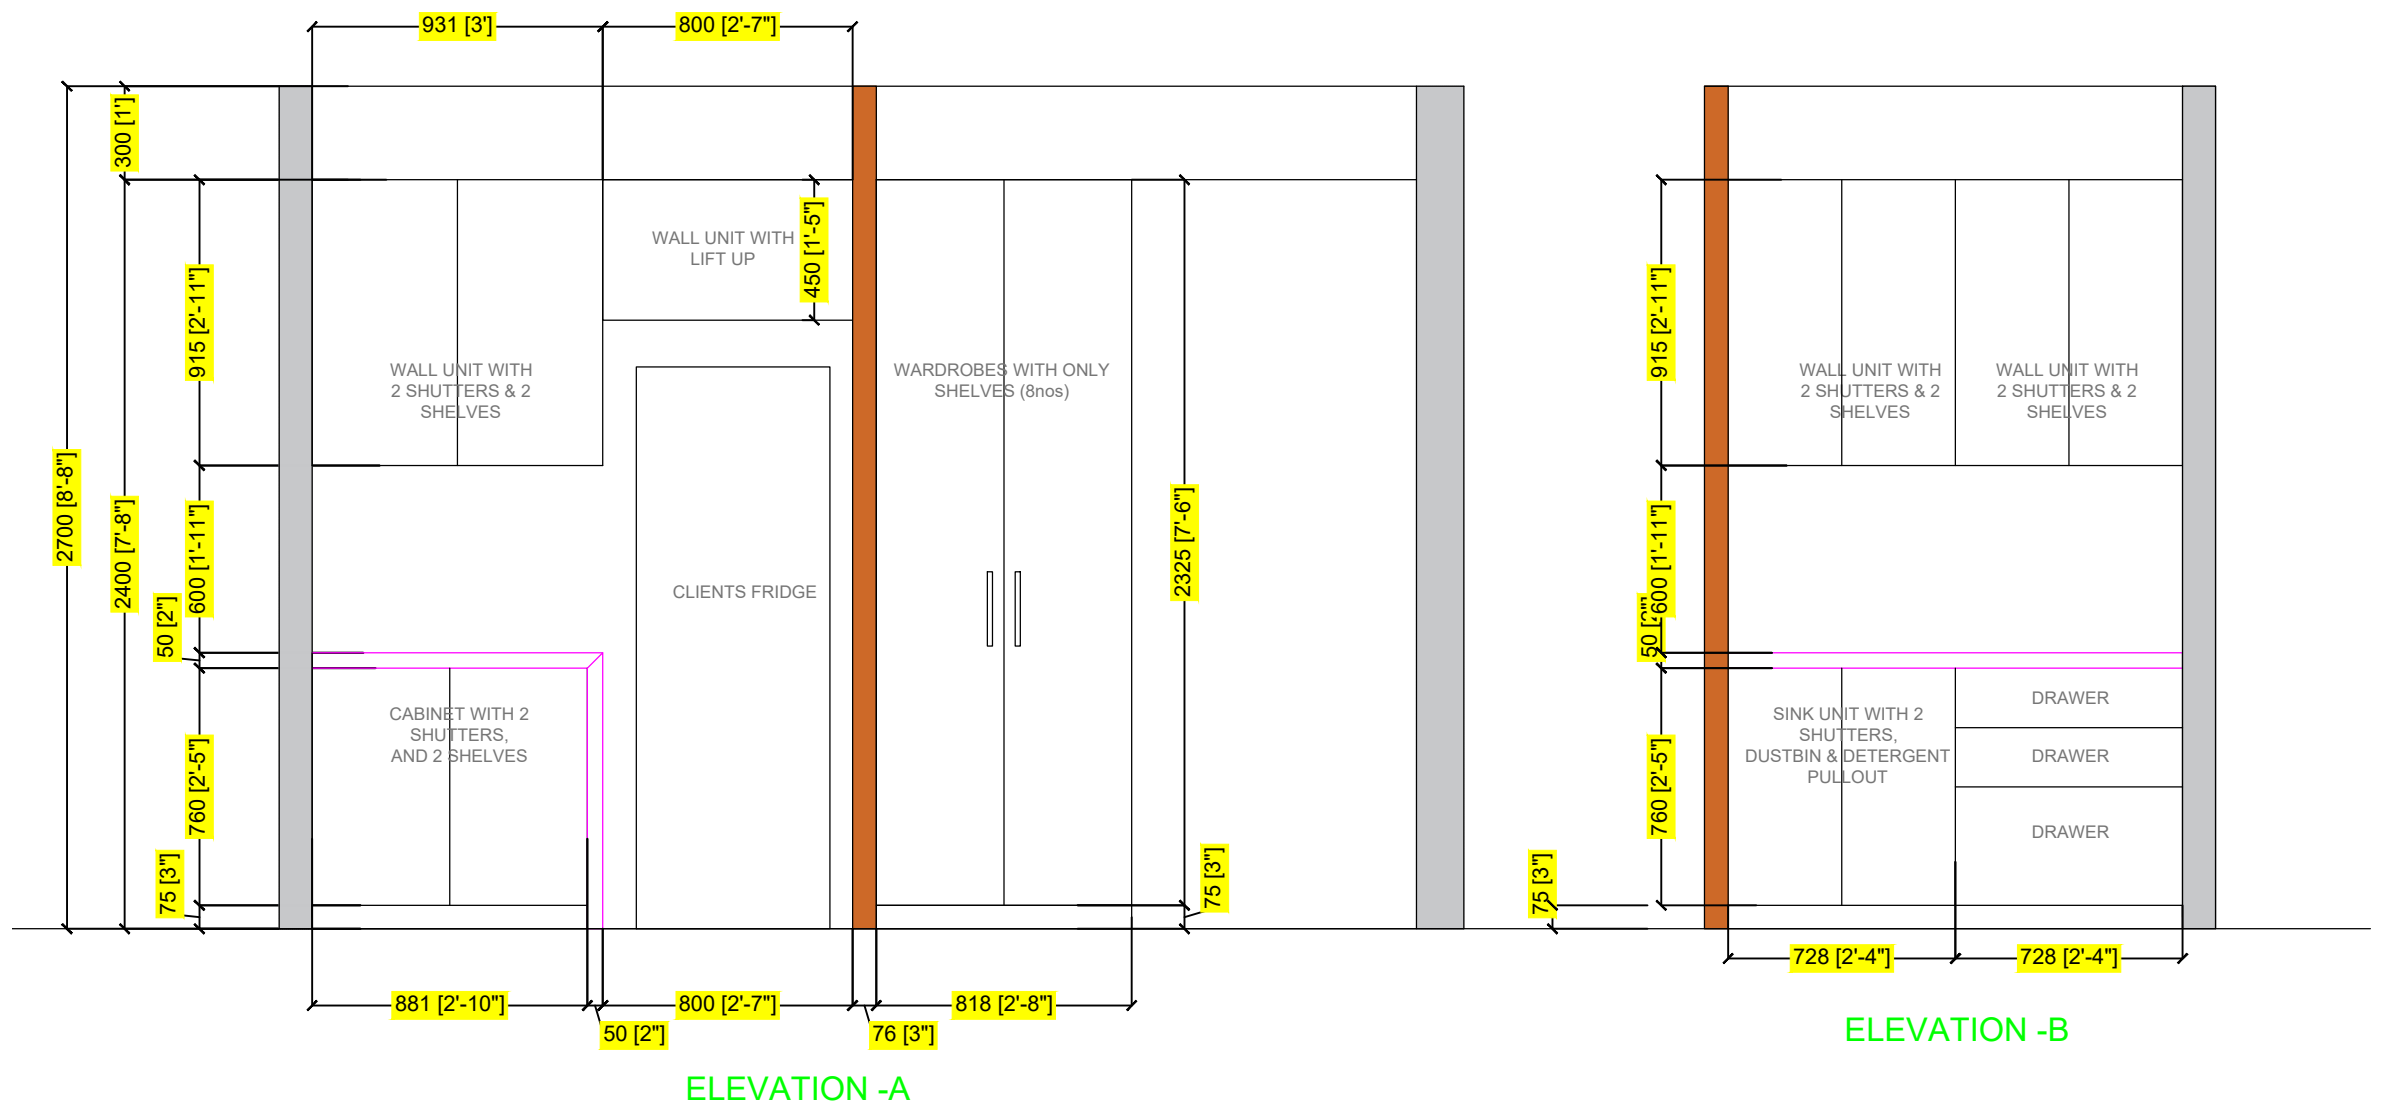 931 [3']
800 [2'-7"]
300 [1']
2700 [8'-8"]
2400 [7'-8"]
915 [2'-11"]
600 [1'-11"]
50 [2"]
760 [2'-5"]
75 [3"]
WALL UNIT WITH
LIFT UP
450 [1'-5"]
WALL UNIT WITH
2 SHUTTERS & 2
SHELVES
WARDROBES WITH ONLY
SHELVES (8nos)
CLIENTS FRIDGE
2325 [7'-6"]
75 [3"]
CABINET WITH 2
SHUTTERS,
AND 2 SHELVES
881 [2'-10"]
50 [2"]
800 [2'-7"]
76 [3"]
818 [2'-8"]
ELEVATION -A
915 [2'-11"]
600 [1'-11"]
50 [2"]
760 [2'-5"]
75 [3"]
WALL UNIT WITH
2 SHUTTERS & 2
SHELVES
WALL UNIT WITH
2 SHUTTERS & 2
SHELVES
SINK UNIT WITH 2
SHUTTERS,
DUSTBIN & DETERGENT
PULLOUT
DRAWER
DRAWER
DRAWER
728 [2'-4"]
728 [2'-4"]
ELEVATION -B